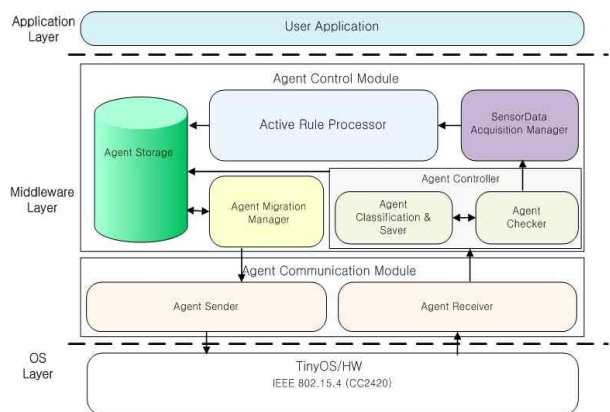 Application
Layer
User Application
Agent Control Module
Active Rule Processor
SensorData
Acquisition Manager
Agent Storage
Agent Controller
Middleware
Layer
Agent Migration
Manager
Agent
Classification &
Saver
Agent
Checker
Agent Communication Module
Agent Sender
Agent Receiver
OS
Layer
TinyOS/HW
IEEE 802.15.4 (CC2420)